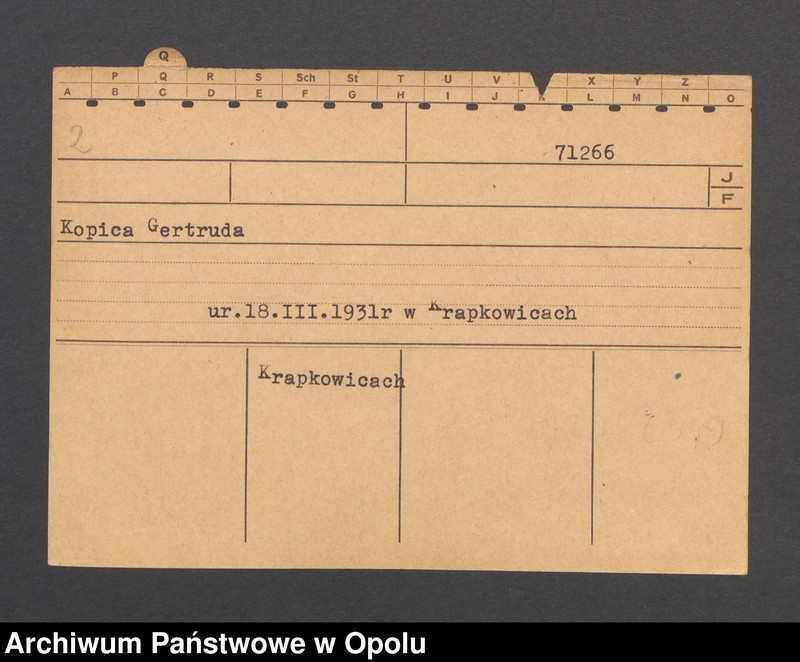 Q
P Q R S Sch St T U V X Y Z
A B C D E F G H I J K L M N O
2
71266
J
F
Kopica Gertruda
ur.18.III.1931r w Krapkowicach
Krapkowicach
Archiwum Państwowe w Opolu